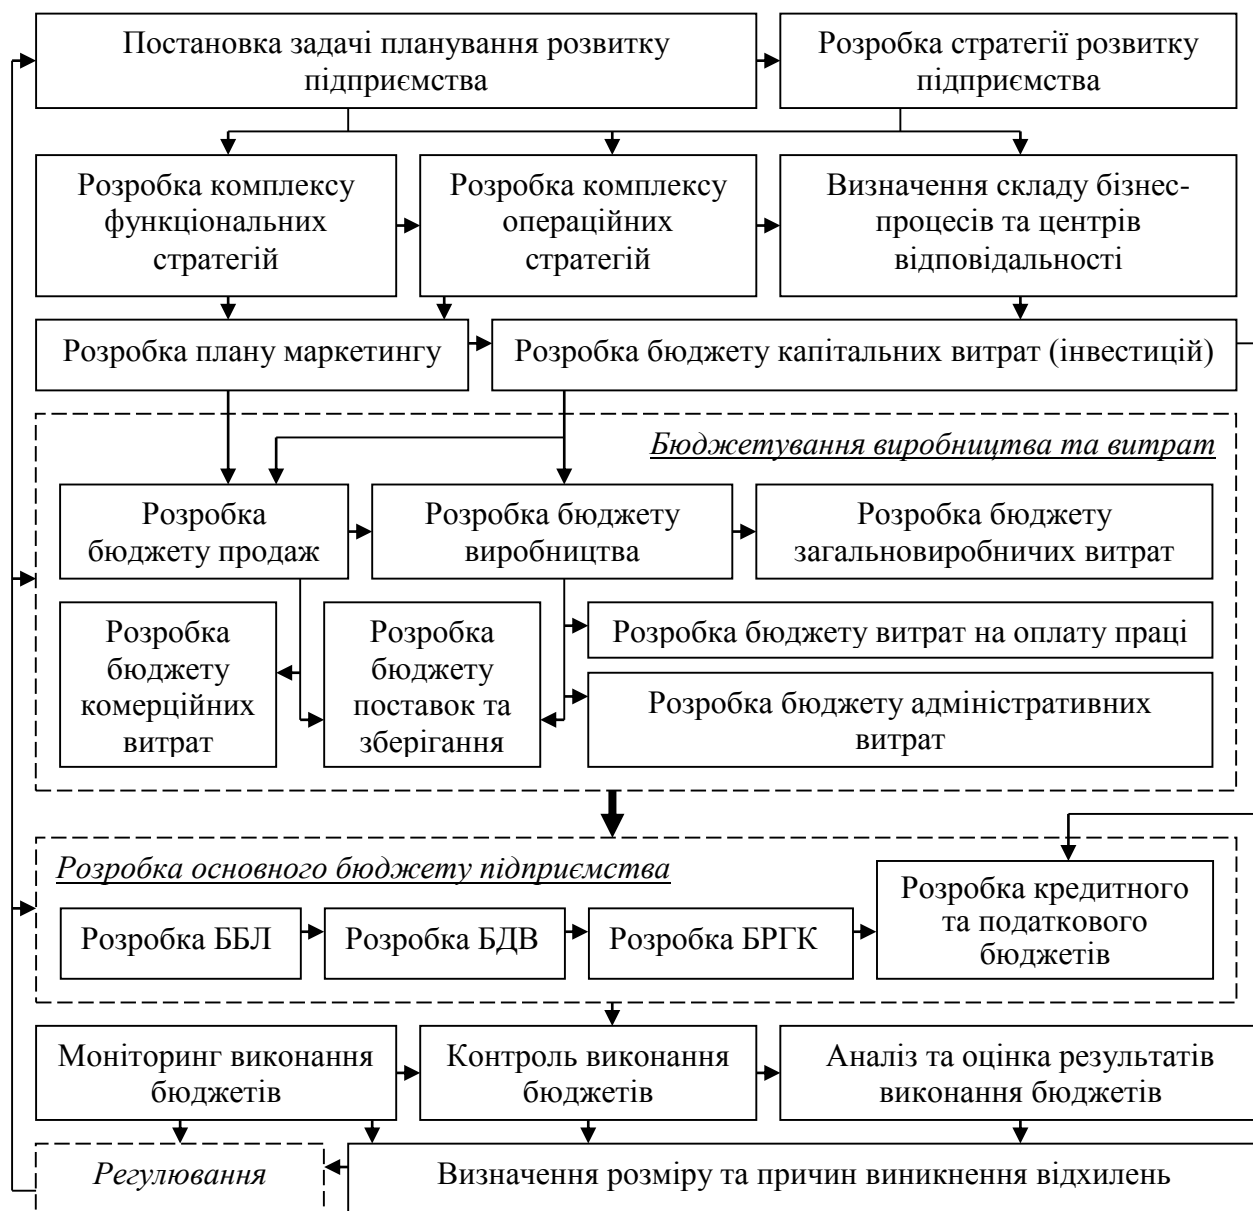 Постановка задачі планування розвитку
підприємства
Розробка стратегії розвитку
підприємства
Розробка комплексу
функціональних
стратегій
Розробка комплексу
операційних
стратегій
Визначення складу бізнес-
процесів та центрів
відповідальності
Розробка плану маркетингу
Розробка бюджету капітальних витрат (інвестицій)
Бюджетування виробництва та витрат
Розробка
бюджету продаж
Розробка бюджету
виробництва
Розробка бюджету
загальновиробничих витрат
Розробка
бюджету
комерційних
витрат
Розробка
бюджету
поставок та
зберігання
Розробка бюджету витрат на оплату праці
Розробка бюджету адміністративних
витрат
Розробка основного бюджету підприємства
Розробка ББЛ
Розробка БДВ
Розробка БРГК
Розробка кредитного
та податкового
бюджетів
Моніторинг виконання
бюджетів
Контроль виконання
бюджетів
Аналіз та оцінка результатів
виконання бюджетів
Регулювання
Визначення розміру та причин виникнення відхилень